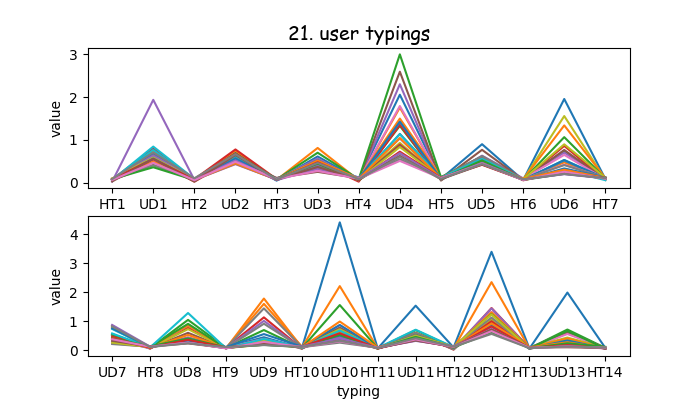 21. user typings
3
2
1
0
value
HT1 UD1 HT2 UD2 HT3 UD3 HT4 UD4 HT5 UD5 HT6 UD6 HT7
4
3
2
1
0
value
UD7 HT8 UD8 HT9 UD9 HT10 UD10 HT11 UD11 HT12 UD12 HT13 UD13 HT14
typing